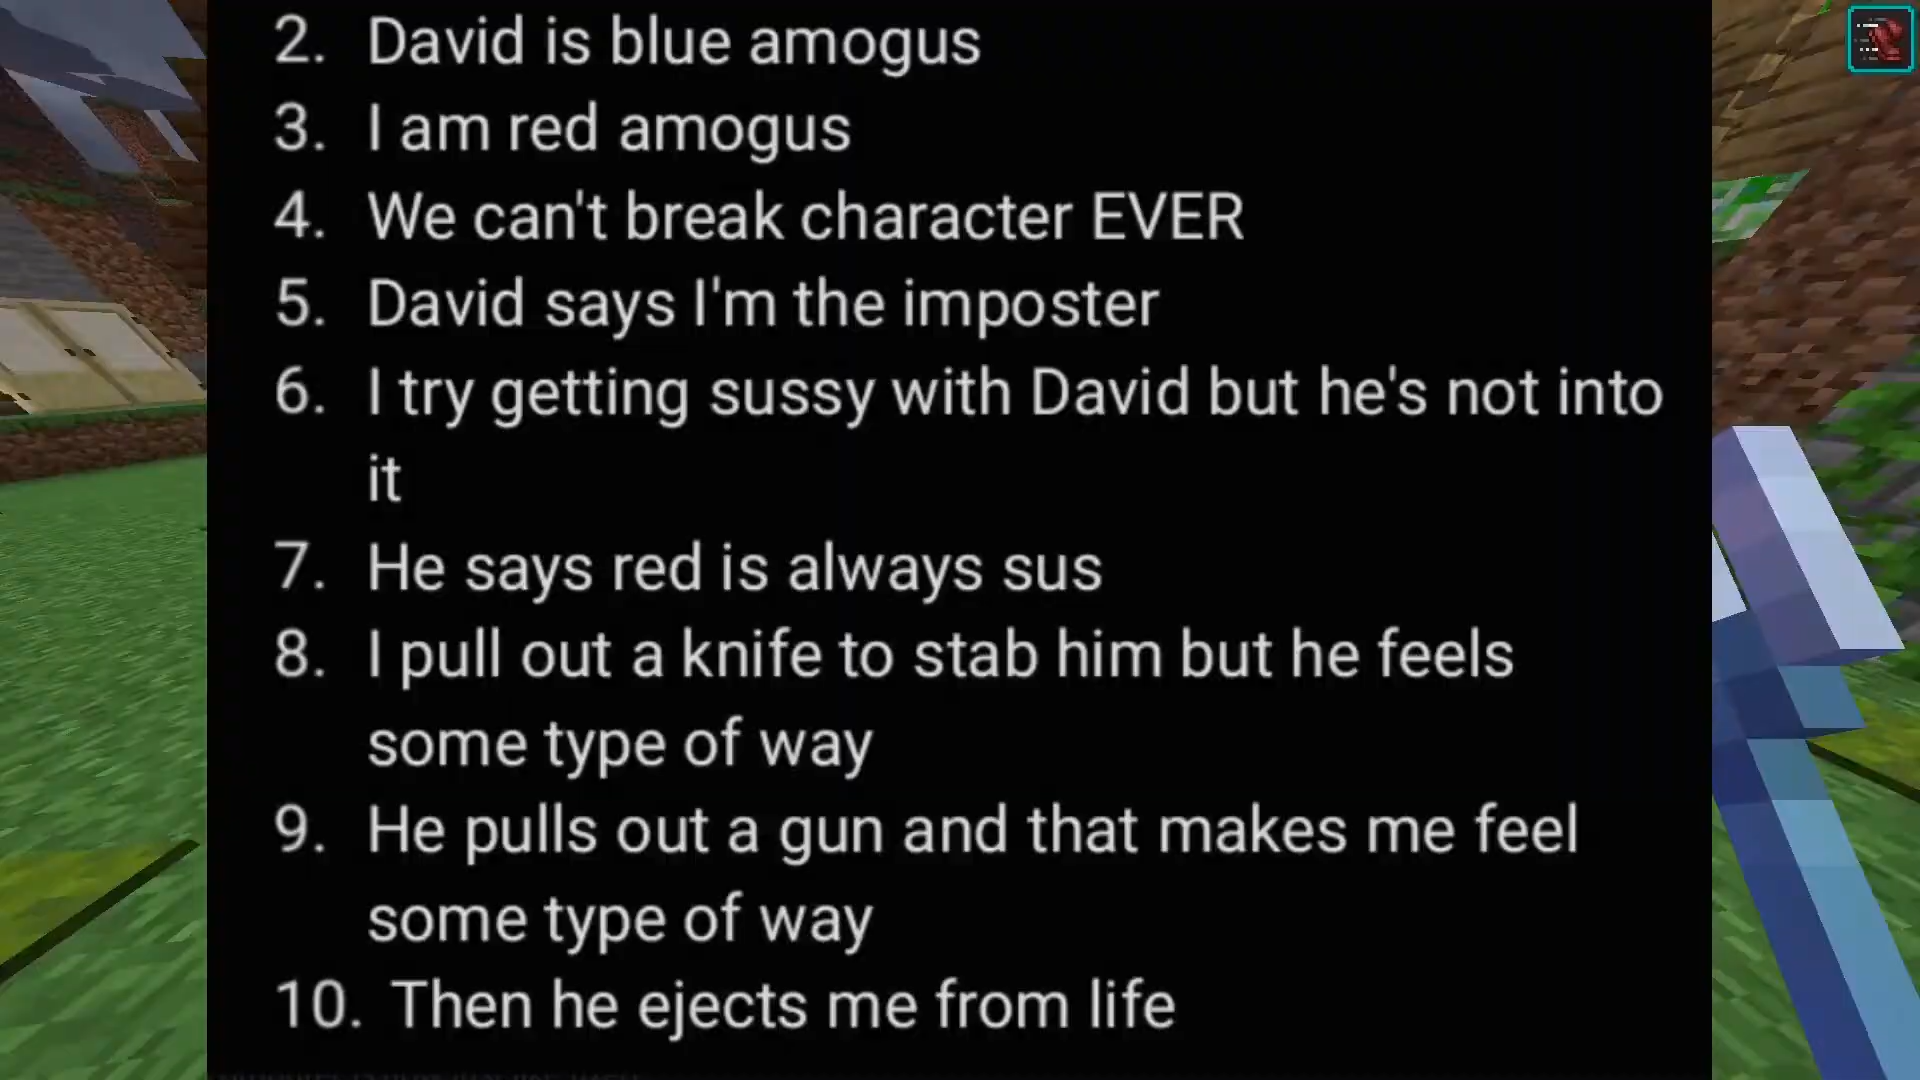 2. David is blue amogus
3. I am red amogus
4. We can't break character EVER
5. David says I'm the imposter
6. I try getting sussy with David but he's not into
it
7. He says red is always sus
8. I pull out a knife to stab him but he feels
some type of way
9. He pulls out a gun and that makes me feel
some type of way
10. Then he ejects me from life